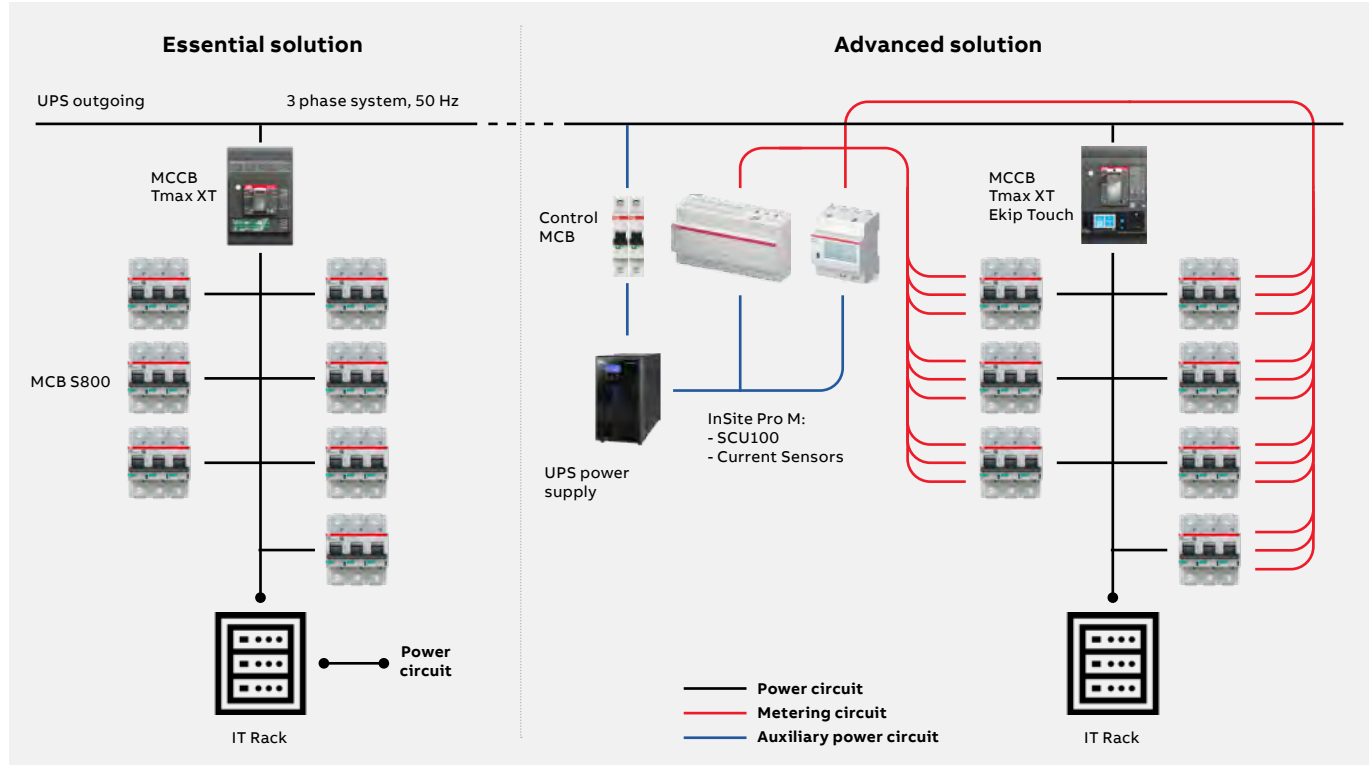 Essential solution
Advanced solution
UPS outgoing
3 phase system, 50 Hz
MCCB
Tmax XT
MCB S800
Power
circuit
IT Rack
Control
MCB
UPS power
supply
InSite Pro M:
- SCU100
- Current Sensors
MCCB
Tmax XT
Ekip Touch
Power circuit
Metering circuit
Auxiliary power circuit
IT Rack